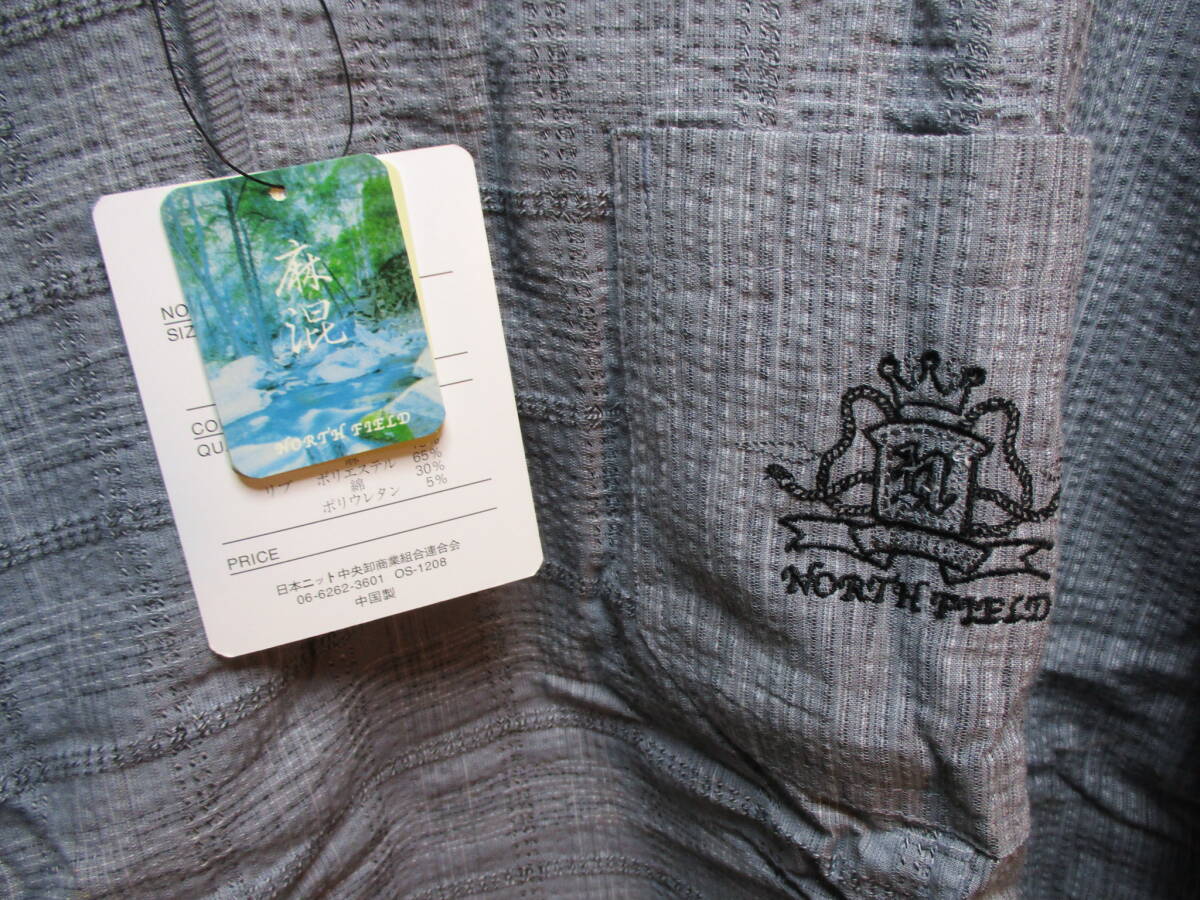 麻混
NORTH FIELD
NO
SIZ
CO
QU
リブ ポリエステル 65%
綿 30%
ポリウレタン 5%
PRICE
日本ニット中央卸商業組合連合会
06-6262-3601 OS-1208
中国製
NORTH FIELD